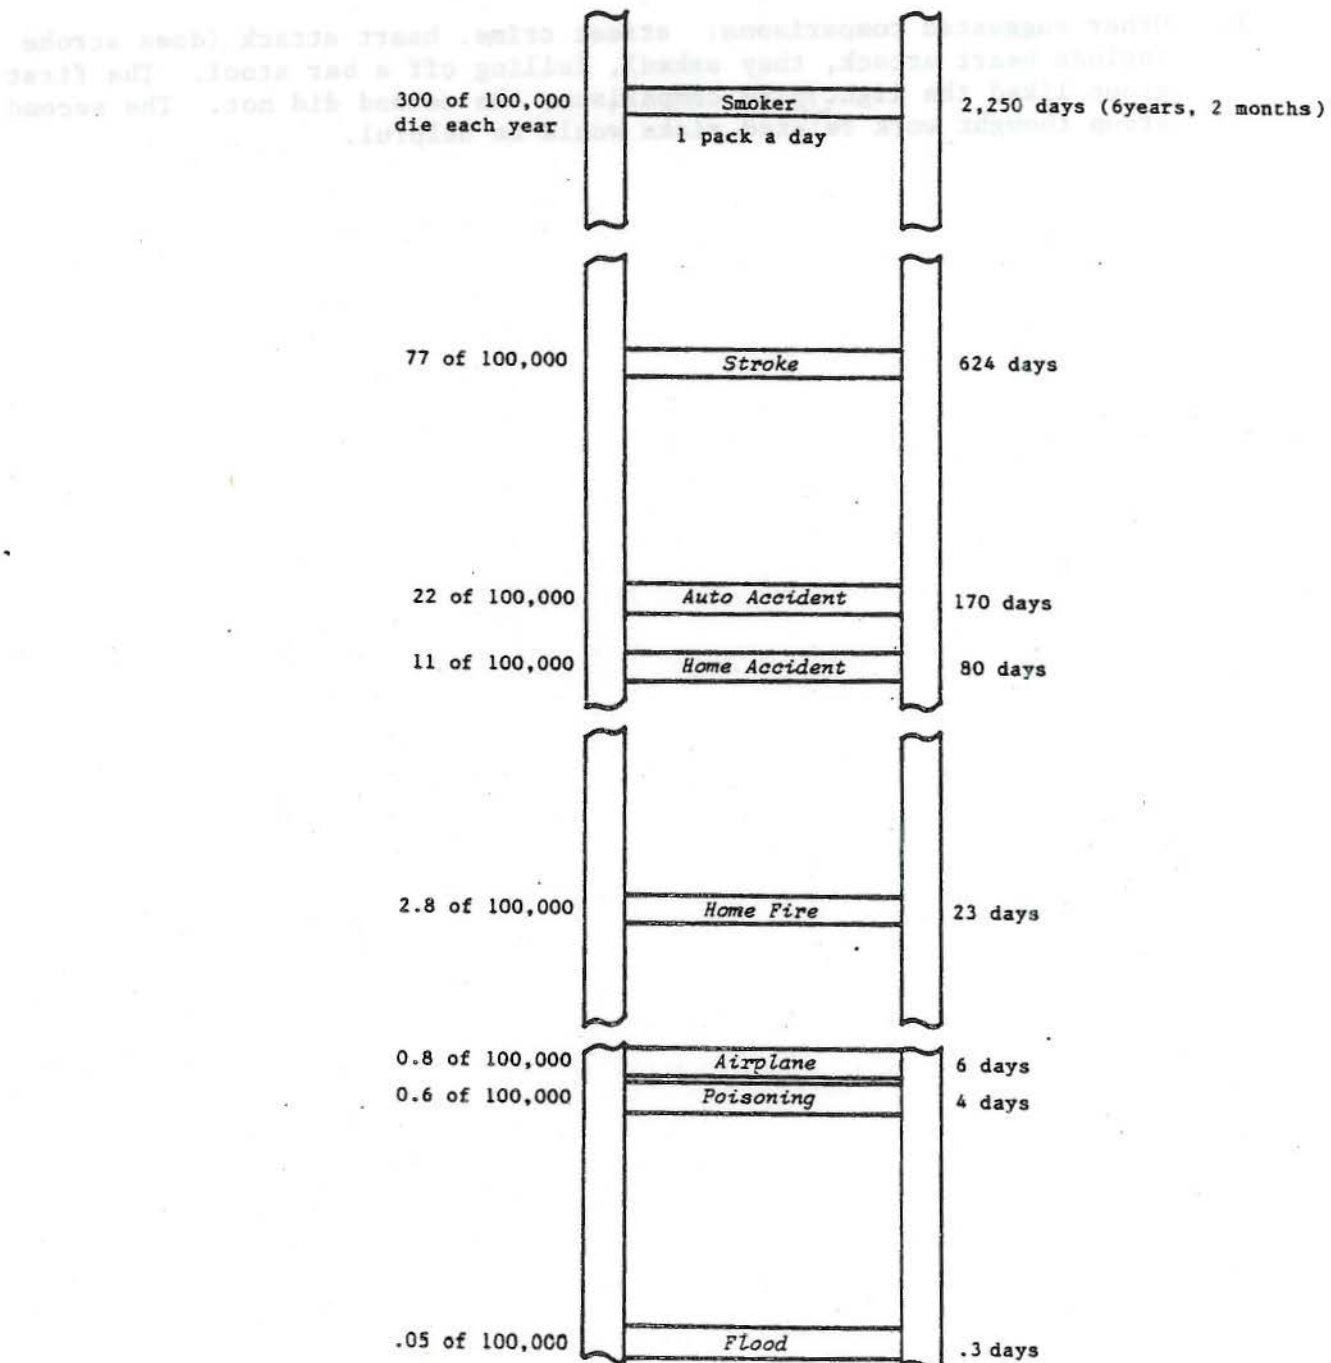 300 of 100,000
die each year
Smoker
1 pack a day
2,250 days (6years, 2 months)
77 of 100,000
Stroke
624 days
22 of 100,000
Auto Accident
170 days
11 of 100,000
Home Accident
80 days
2.8 of 100,000
Home Fire
23 days
0.8 of 100,000
Airplane
6 days
0.6 of 100,000
Poisoning
4 days
.05 of 100,000
Flood
.3 days